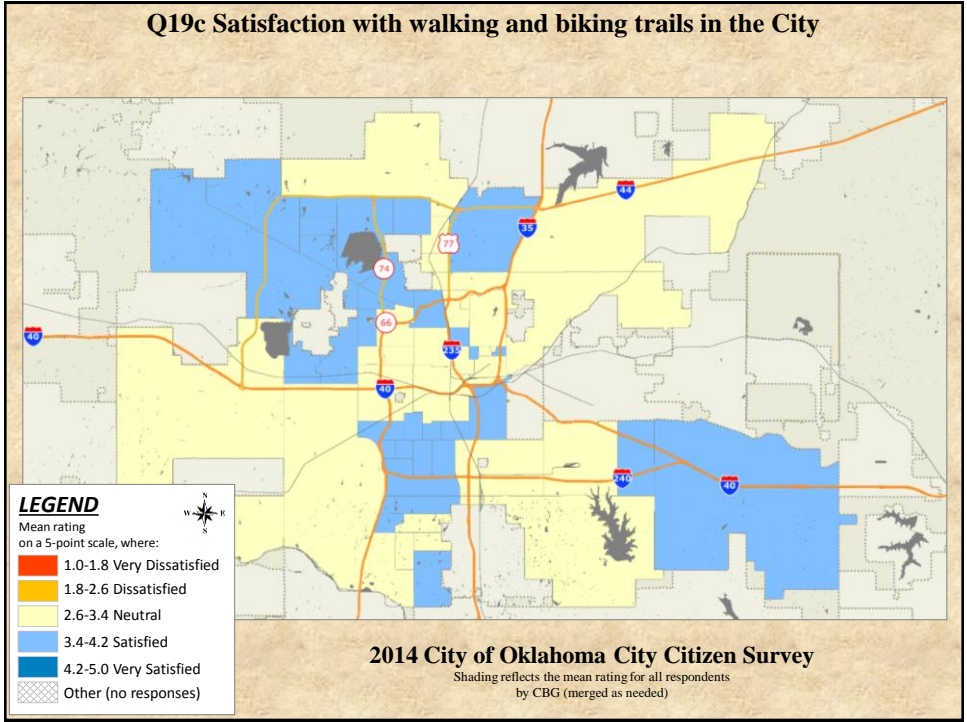 Q19c Satisfaction with walking and biking trails in the City
44
35
77
74
66
40
235
40
240
40
LEGEND
N
W E
S
Mean rating
on a 5-point scale, where:
1.0-1.8 Very Dissatisfied
1.8-2.6 Dissatisfied
2.6-3.4 Neutral
3.4-4.2 Satisfied
4.2-5.0 Very Satisfied
Other (no responses)
2014 City of Oklahoma City Citizen Survey
Shading reflects the mean rating for all respondents
by CBG (merged as needed)